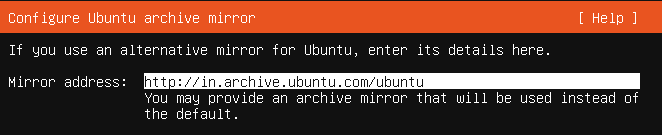 Configure Ubuntu archive mirror [ Help ]
If you use an alternative mirror for Ubuntu, enter its details here.
Mirror address: http://in.archive.ubuntu.com/ubuntu
You may provide an archive mirror that will be used instead of
the default.